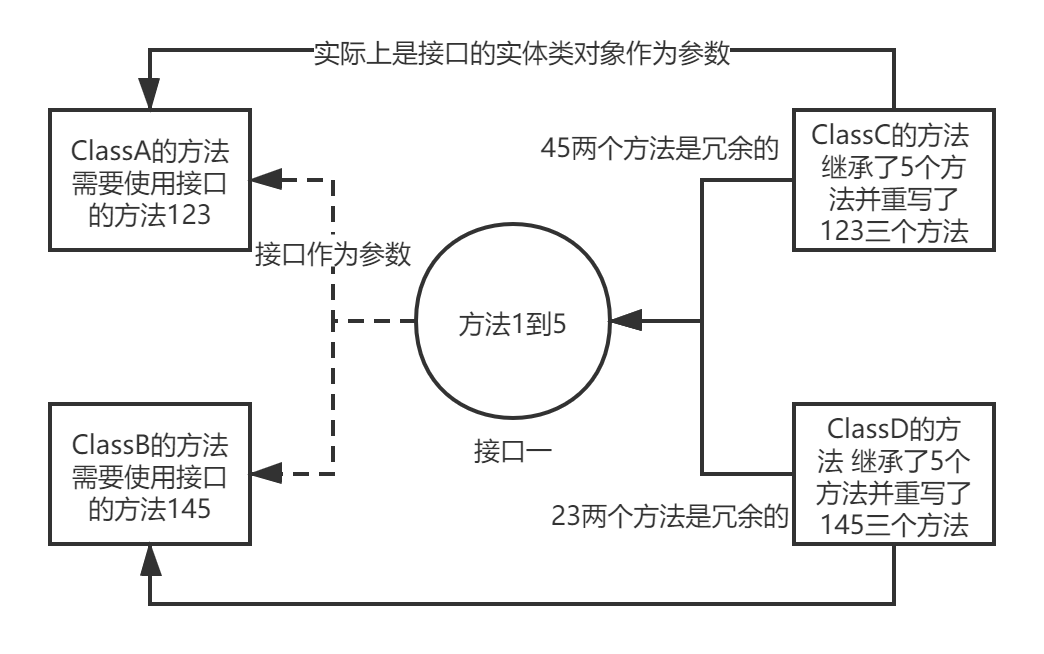 实际上是接口的实体类对象作为参数
ClassA的方法
需要使用接口
的方法123
45两个方法是冗余的
ClassC的方法
继承了5个方
法并重写了
123三个方法
接口作为参数
方法1到5
接口一
ClassB的方法
需要使用接口
的方法145
ClassD的方
法 继承了5个
方法并重写了
145三个方法
23两个方法是冗余的